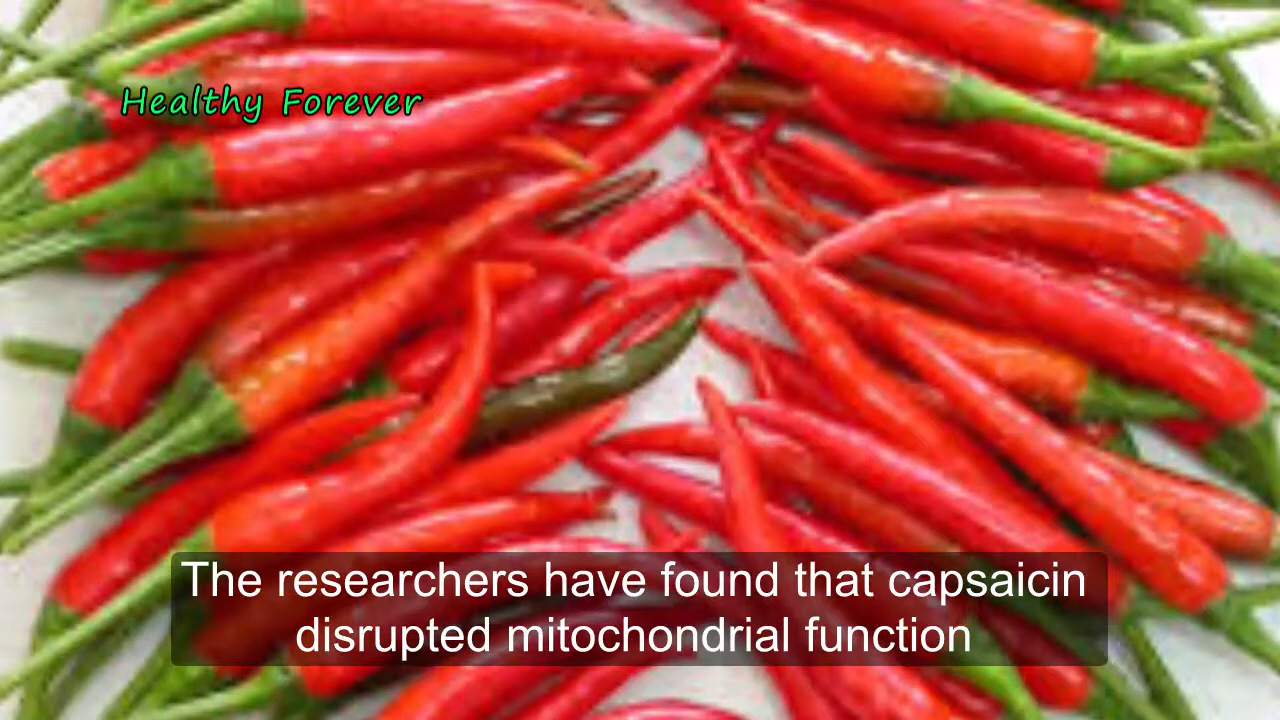 Healthy Forever
The researchers have found that capsaicin
disrupted mitochondrial function